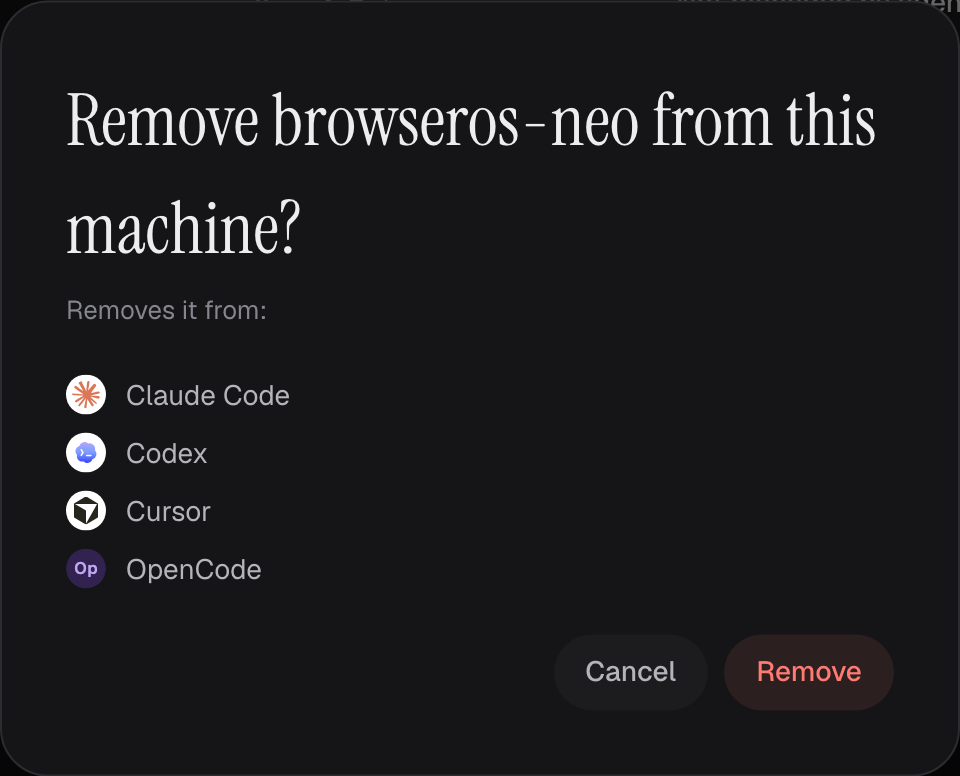 Remove browseros-neo from this
machine?
Removes it from:
Claude Code
Codex
Cursor
Op OpenCode
Cancel Remove